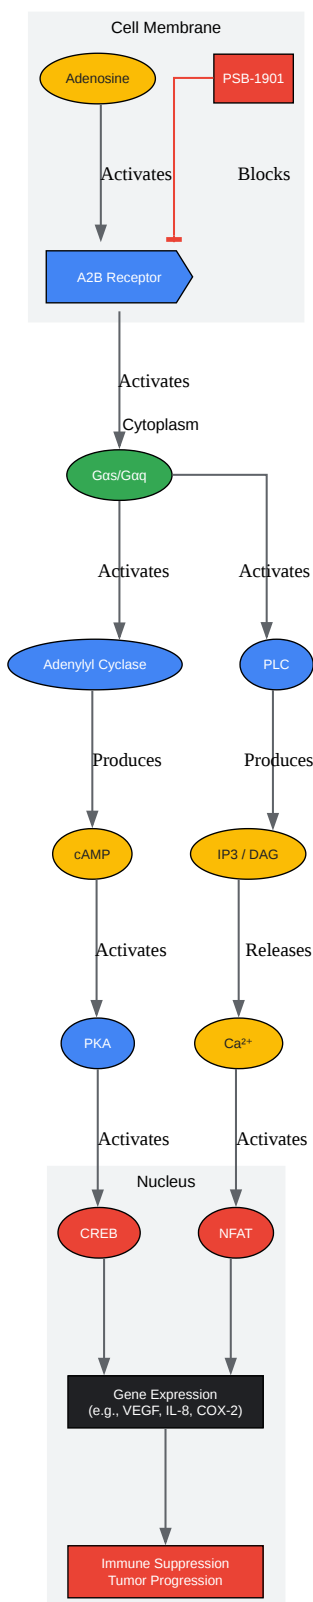 Cell Membrane
Adenosine
PSB-1901
Activates
Blocks
A2B Receptor
Activates
Cytoplasm
Gαs/Gαq
Activates
Activates
Adenylyl Cyclase
PLC
Produces
Produces
cAMP
IP3 / DAG
Activates
Releases
PKA
Ca²⁺
Activates
Activates
Nucleus
CREB
NFAT
Gene Expression
(e.g., VEGF, IL-8, COX-2)
Immune Suppression
Tumor Progression